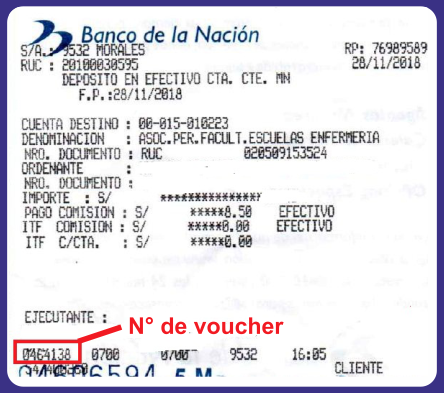 Banco de la Nación
S/A.: 9532 MORALES RP: 76989589
RUC : 20100030595 28/11/2018
DEPOSITO EN EFECTIVO CTA. CTE. MN
F.P.:28/11/2018
CUENTA DESTINO : 00-015-010223
DENOMINACION : ASOC.PER.FACULT.ESCUELAS ENFERMERIA
NRO. DOCUMENTO : RUC 020509153524
ORDENANTE :
NRO. DOCUMENTO :
IMPORTE : S/
PAGO COMISION : S/ *****8.50 EFECTIVO
ITF COMISION : S/ *****0.00 EFECTIVO
ITF C/CTA. : S/ *****0.00
EJECUTANTE :
N° de voucher
0464138 0700 0700 9532 16:05
CLIENTE